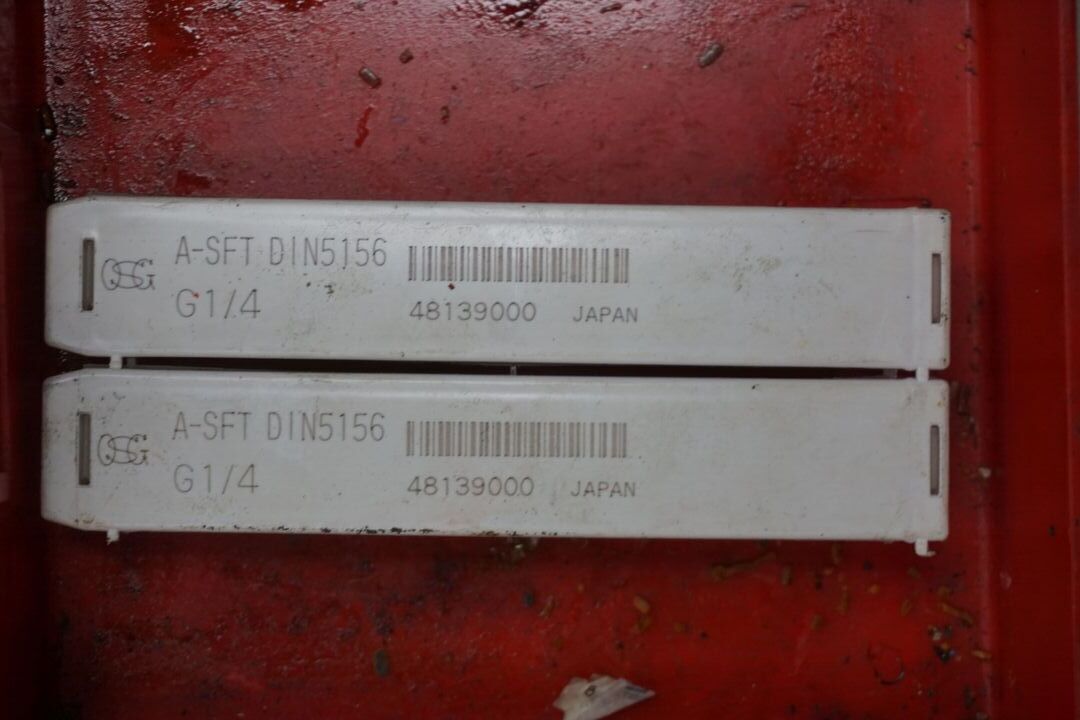 OSG
A-SFT DIN5156
G1/4
48139000 JAPAN
OSG
A-SFT DIN5156
G1/4
48139000 JAPAN